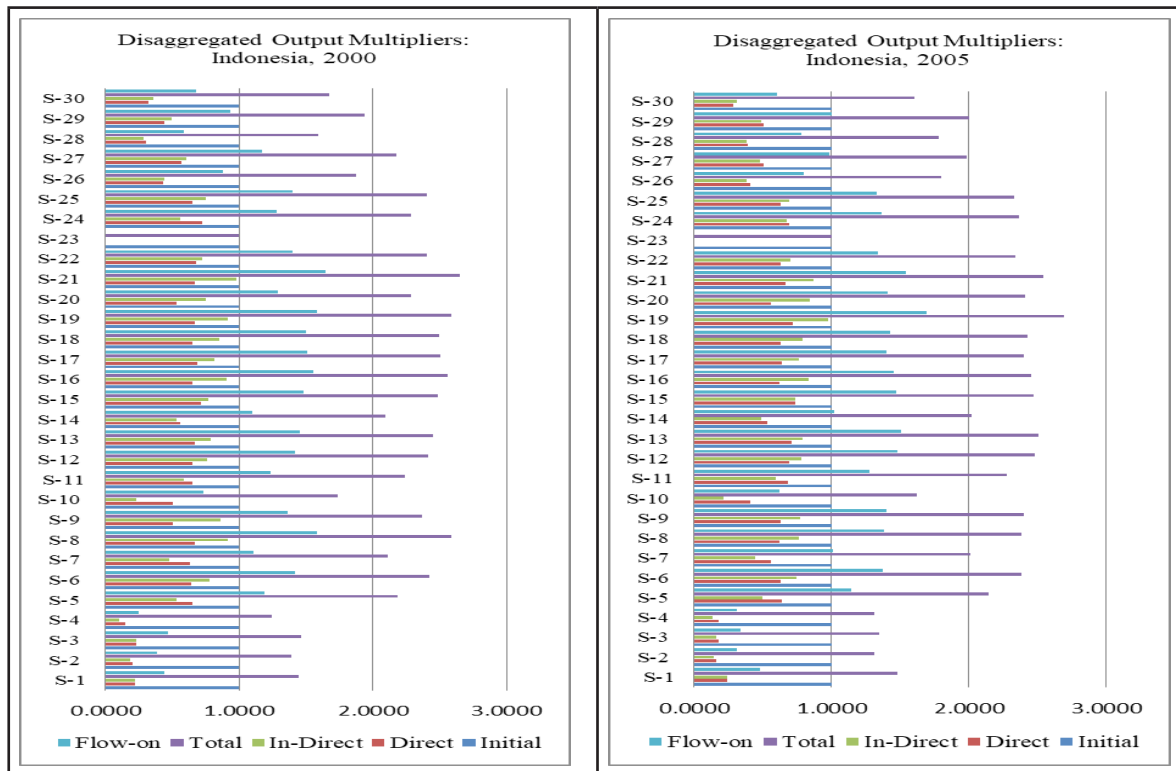 Disaggregated Output Multipliers:
Indonesia, 2000
S-30
S-29
S-28
S-27
S-26
S-25
S-24
S-23
S-22
S-21
S-20
S-19
S-18
S-17
S-16
S-15
S-14
S-13
S-12
S-11
S-10
S-9
S-8
S-7
S-6
S-5
S-4
S-3
S-2
S-1
0.0000 1.0000 2.0000 3.0000
Flow-on Total In-Direct Direct Initial
Disaggregated Output Multipliers:
Indonesia, 2005
S-30
S-29
S-28
S-27
S-26
S-25
S-24
S-23
S-22
S-21
S-20
S-19
S-18
S-17
S-16
S-15
S-14
S-13
S-12
S-11
S-10
S-9
S-8
S-7
S-6
S-5
S-4
S-3
S-2
S-1
0.0000 1.0000 2.0000 3.0000
Flow-on Total In-Direct Direct Initial